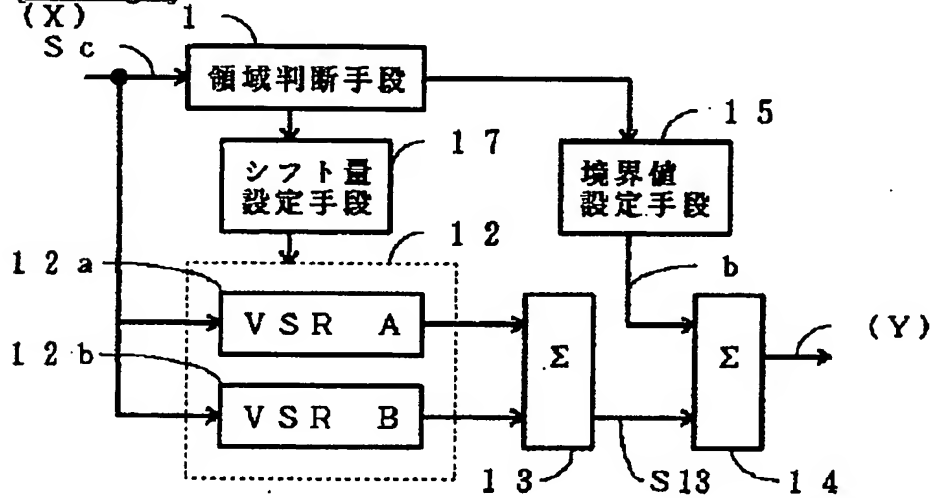 (X)
Sc
1
領域判断手段
15
17
シフト量
設定手段
境界値
設定手段
12
12a
b
VSR A
(Y)
Σ
Σ
12b
VSR B
13
S13
14